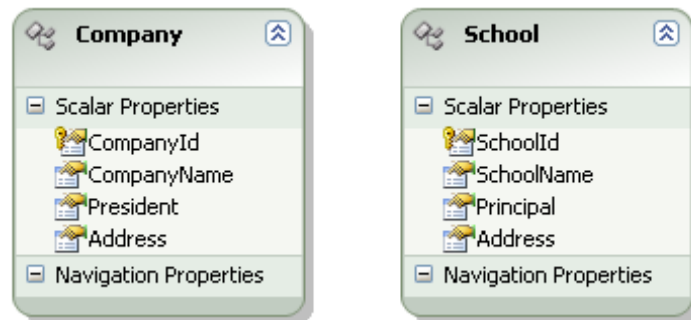 Company
Scalar Properties
CompanyId
CompanyName
President
Address
Navigation Properties
School
Scalar Properties
SchoolId
SchoolName
Principal
Address
Navigation Properties